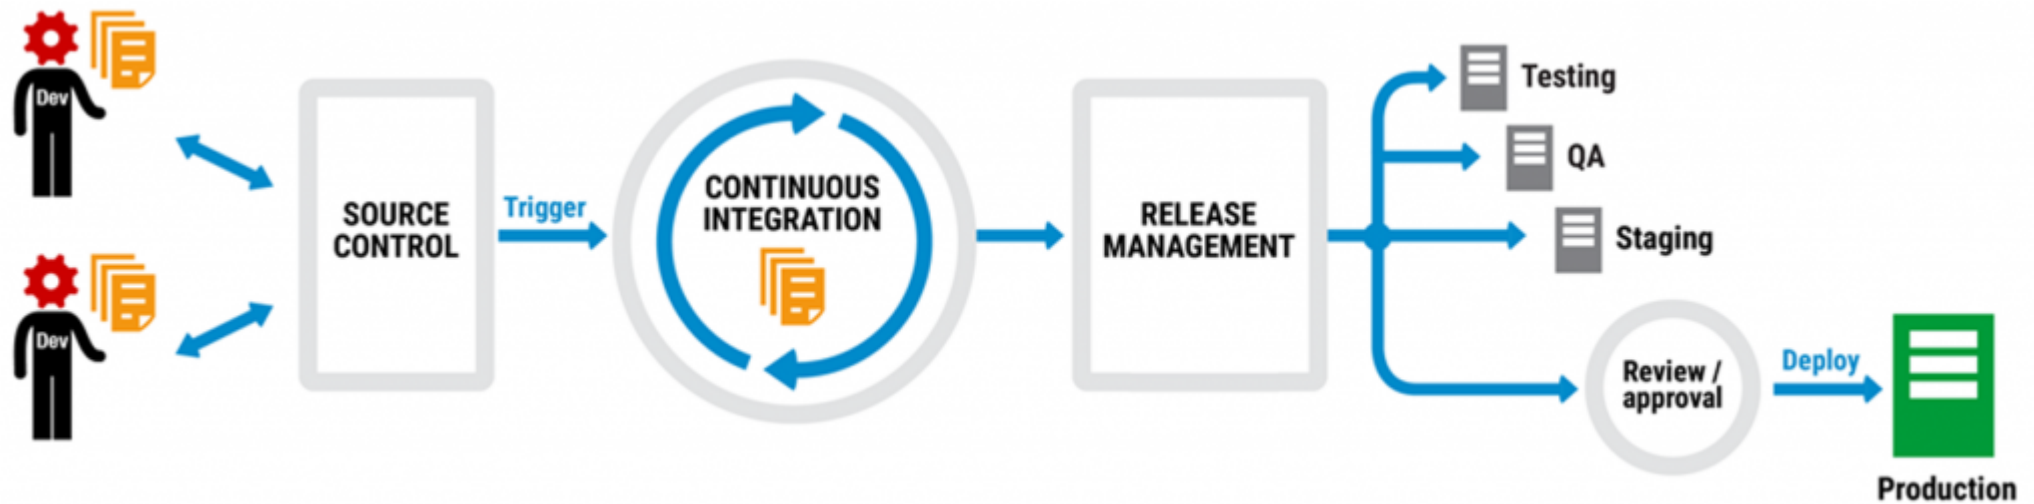 Dev
Dev
SOURCE
CONTROL
Trigger
CONTINUOUS
INTEGRATION
RELEASE
MANAGEMENT
Testing
QA
Staging
Review /
approval
Deploy
Production